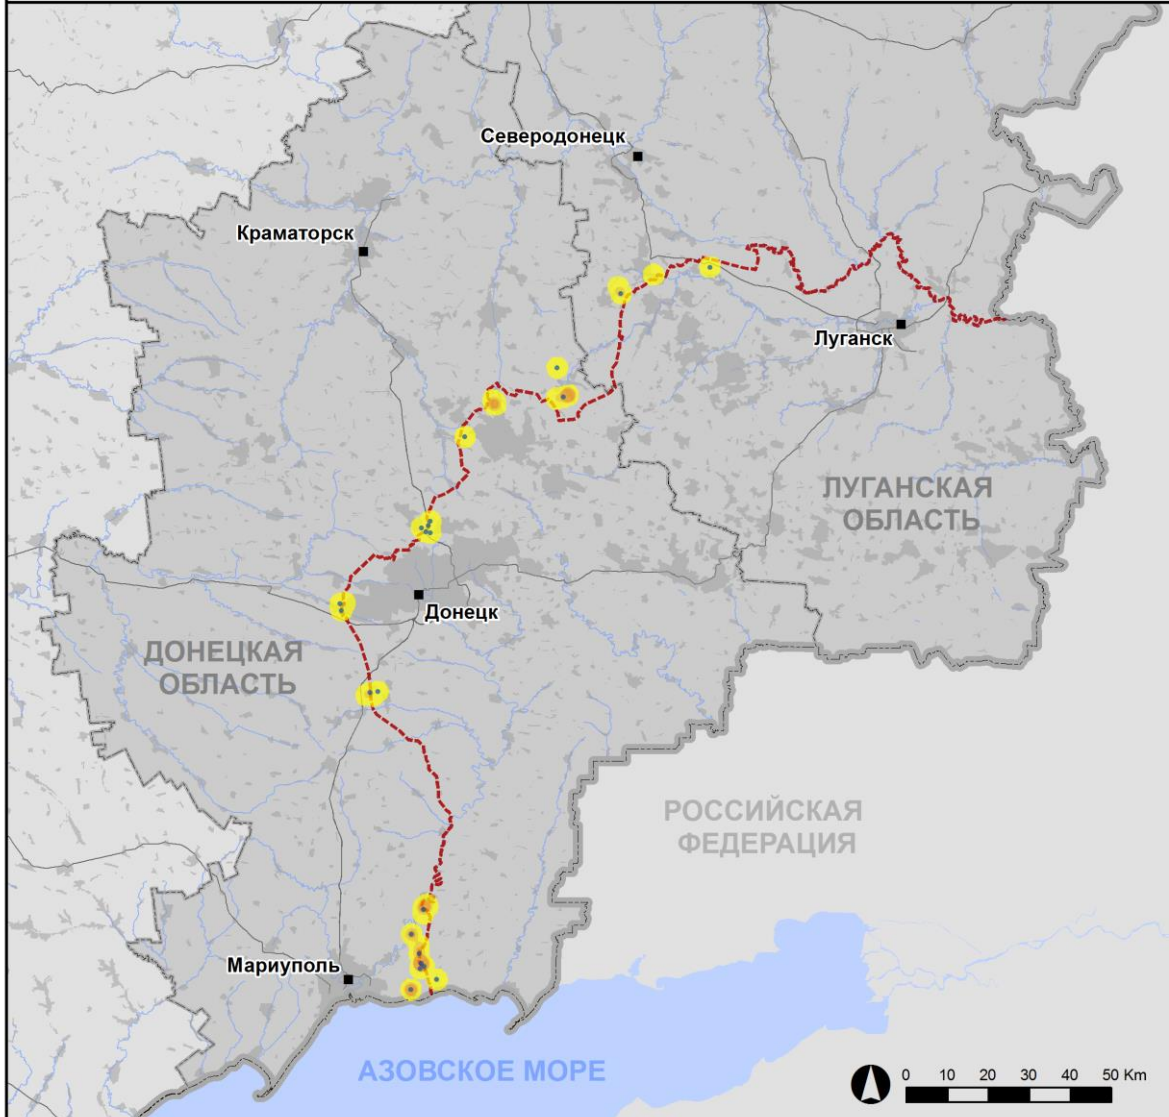 Северодонецк
Краматорск
Луганск
ЛУГАНСКАЯ
ОБЛАСТЬ
Донецк
ДОНЕЦКАЯ
ОБЛАСТЬ
РОССИЙСКАЯ
ФЕДЕРАЦИЯ
Мариуполь
АЗОВСКОЕ МОРЕ
0 10 20 30 40 50 Km